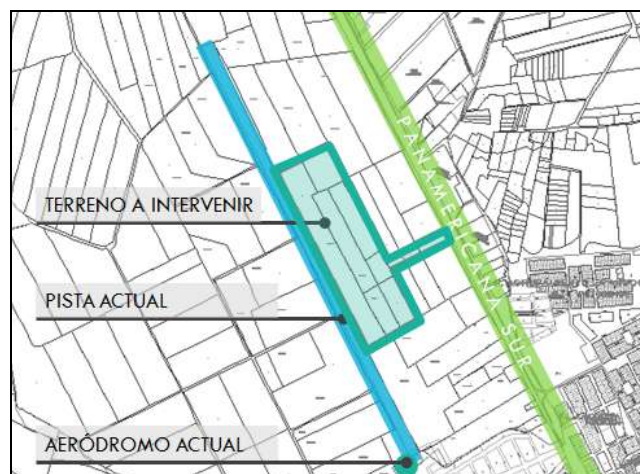 PANAMERICANA SUR
TERRENO A INTERVENIR
PISTA ACTUAL
AERÓDROMO ACTUAL